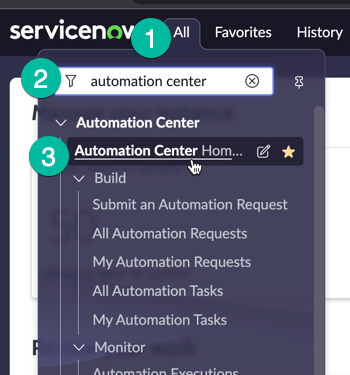 servicenow
1
All
Favorites
History
2
automation center
Automation Center
3
Automation Center Hom...
Build
Submit an Automation Request
All Automation Requests
My Automation Requests
All Automation Tasks
My Automation Tasks
Monitor
Automation Executions